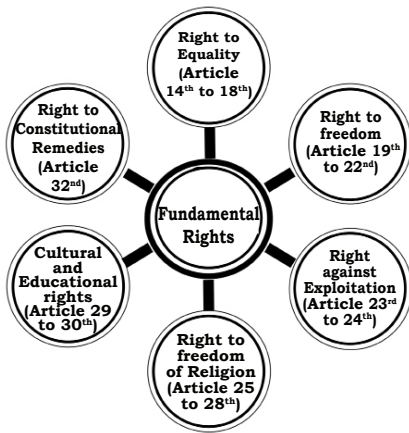 Right to
Equality
(Article
14th to 18th)
Right to
freedom
(Article 19th
to 22nd)
Right
against
Exploitation
(Article 23rd
to 24th)
Right to
freedom
of Religion
(Article 25
to 28th)
Cultural
and
Educational
rights
(Article 29
to 30th)
Right to
Constitutional
Remedies
(Article
32nd)
Fundamental
Rights